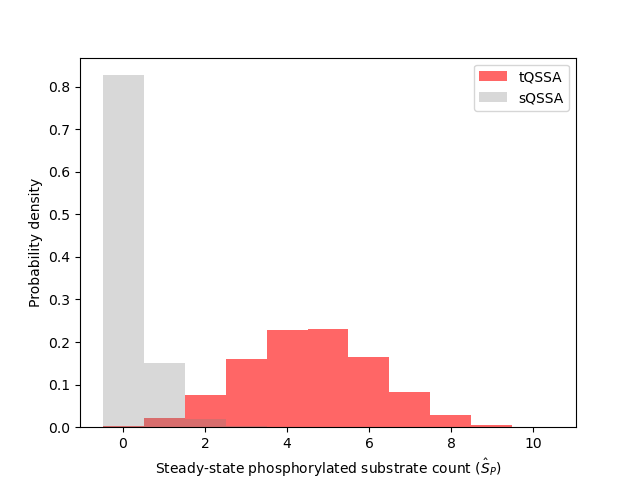 tQSSA
sQSSA
0.8
0.7
0.6
0.5
0.4
0.3
0.2
0.1
0.0
Probability density
0 2 4 6 8 10
Steady-state phosphorylated substrate count (Ŝ_P)